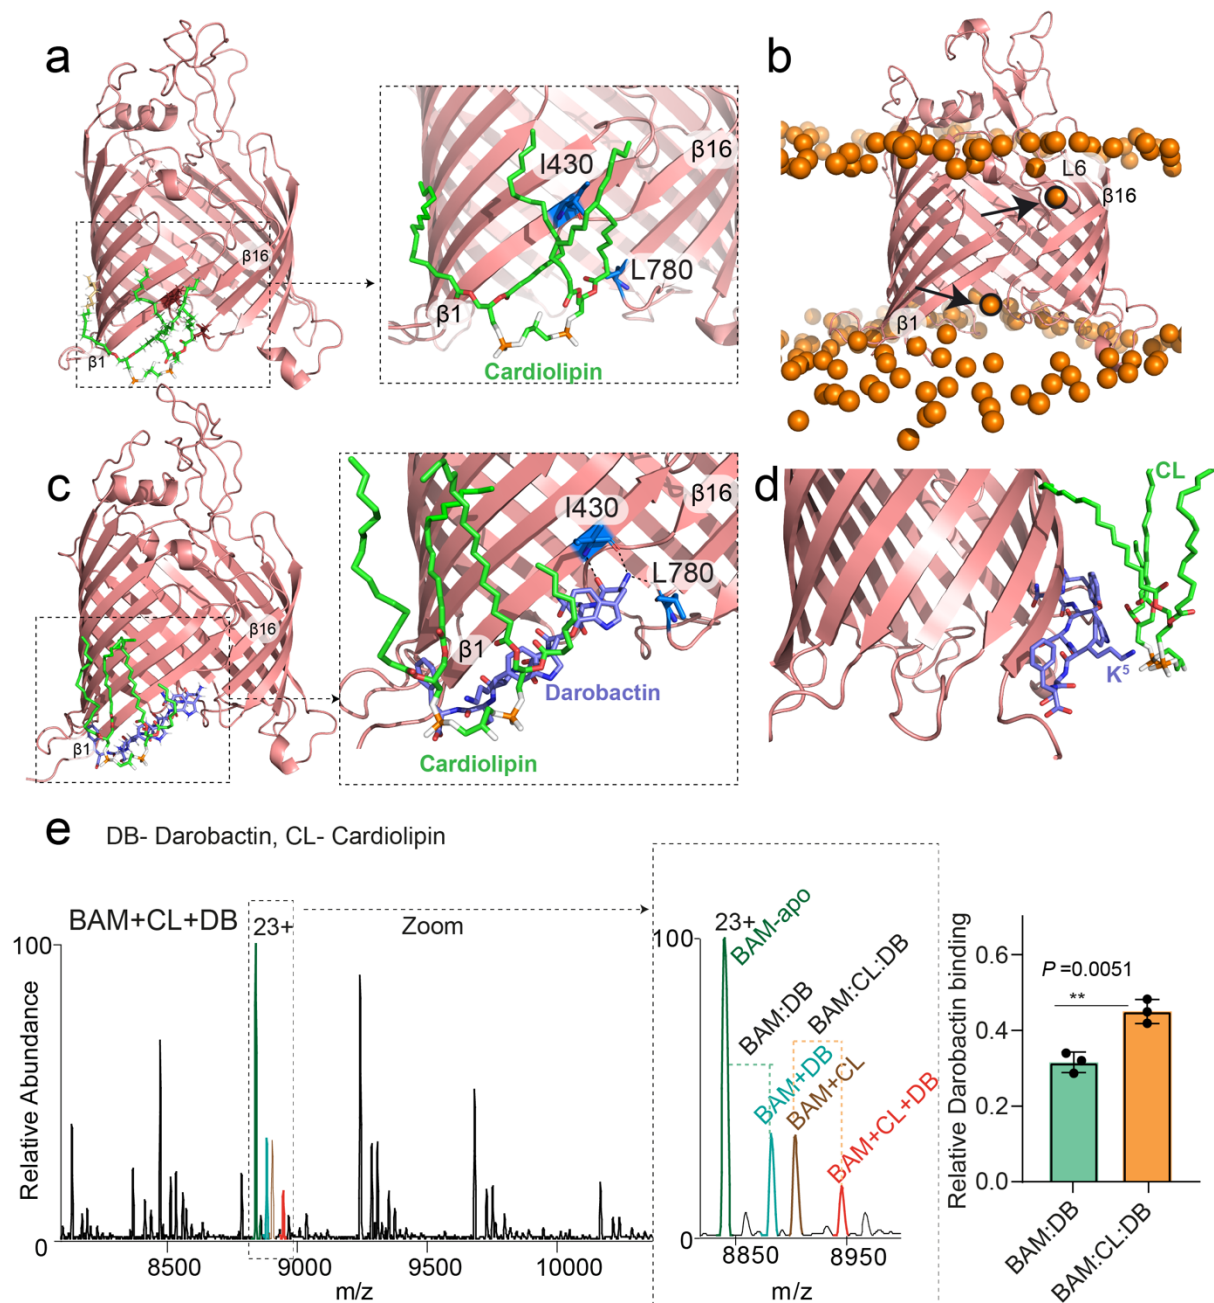 a
β16
β1
I430
β16
L780
β1
Cardiolipin
b
L6
β16
β1
c
β16
β1
I430
β16
L780
β1
Darobactin
Cardiolipin
d
CL
K⁵
e
DB- Darobactin, CL- Cardiolipin
BAM+CL+DB
23+
Zoom
Relative Abundance
100
0
8500
9000
9500
10000
m/z
23+
BAM-apo
BAM:DB
BAM:CL:DB
BAM+DB
BAM+CL
BAM+CL+DB
100
0
8850
8950
m/z
Relative Darobactin binding
0.6
0.4
0.2
0.0
P =0.0051
**
BAM:DB
BAM:CL:DB